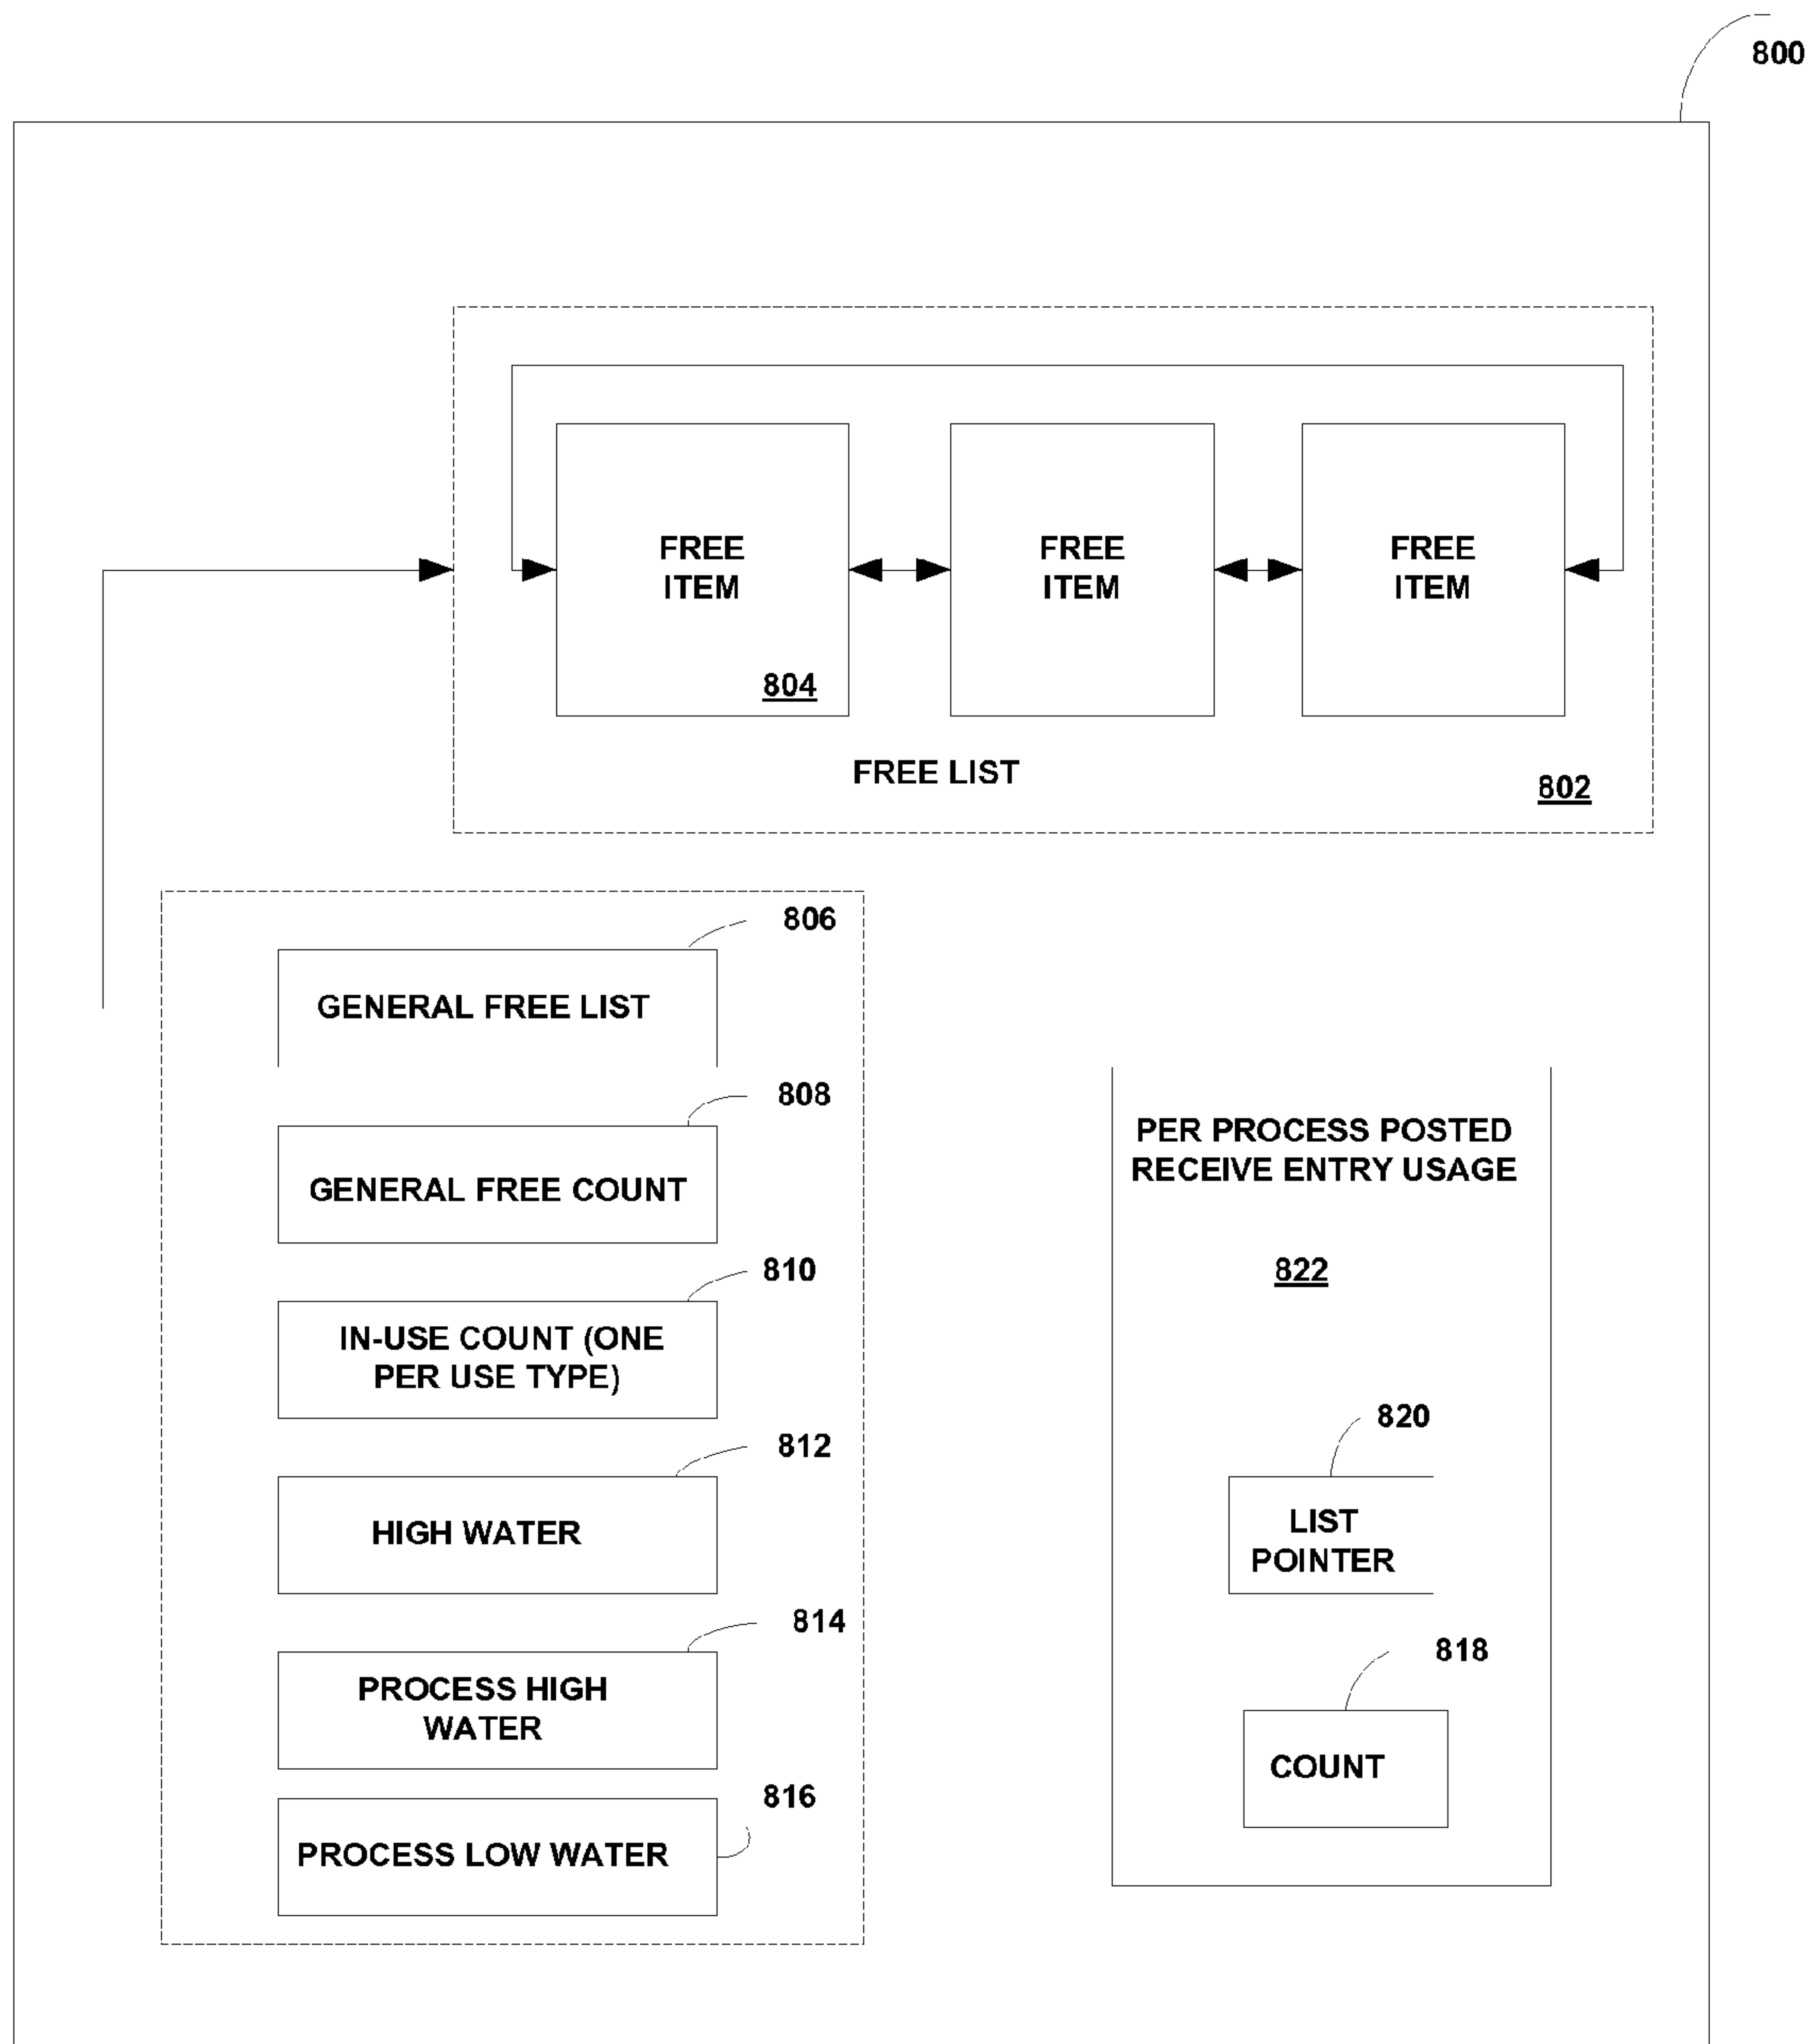 800
FREE
ITEM
804
FREE
ITEM
FREE
ITEM
FREE LIST
802
806
GENERAL FREE LIST
808
GENERAL FREE COUNT
810
IN-USE COUNT (ONE
PER USE TYPE)
812
HIGH WATER
814
PROCESS HIGH
WATER
816
PROCESS LOW WATER
PER PROCESS POSTED
RECEIVE ENTRY USAGE
822
820
LIST
POINTER
818
COUNT